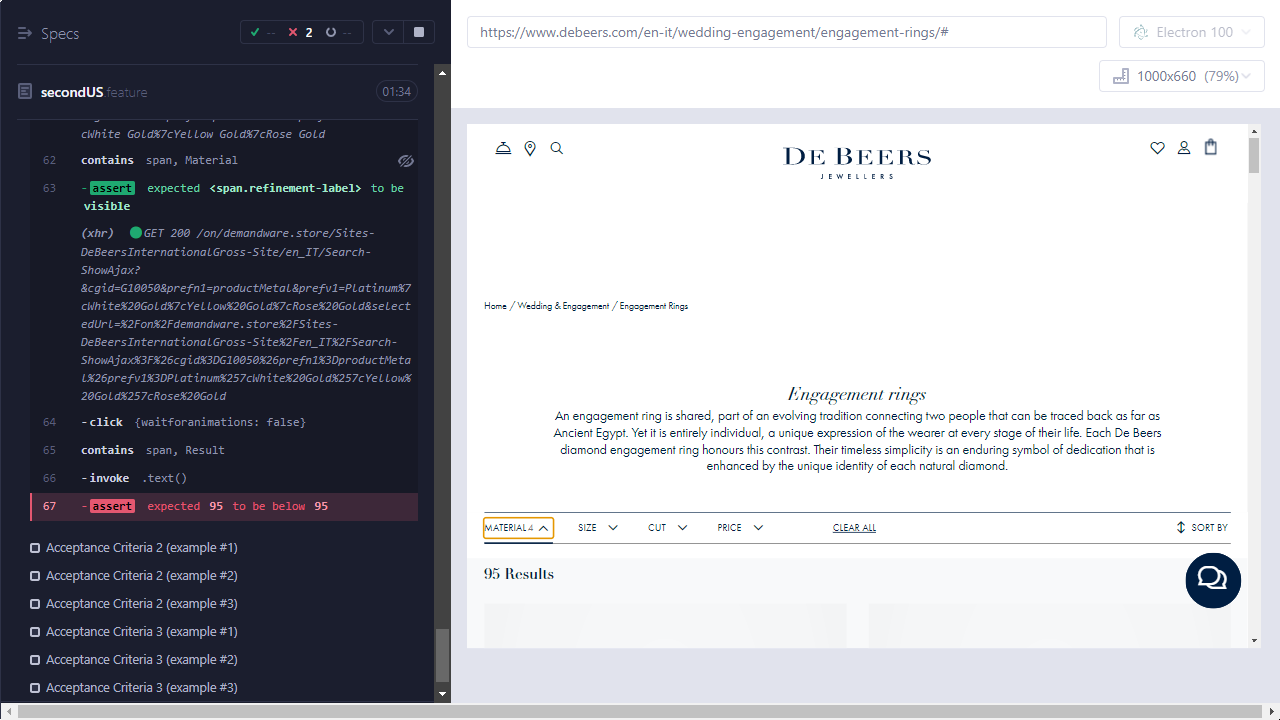 Specs
-- 2 --
https://www.debeers.com/en-it/wedding-engagement/engagement-rings/#
Electron 100
1000x660 (79%)
secondUS.feature
01:34
cWhite Gold%7cYellow Gold%7cRose Gold
62 contains span, Material
63 -assert expected <span.refinement-label> to be
visible
(xhr) GET 200 /on/demandware.store/Sites-
DeBeersInternationalGross-Site/en_IT/Search-
ShowAjax?
&cgid=G10050&prefn1=productMetal&prefv1=Platinum%7
cWhite%20Gold%7cYellow%20Gold%7cRose%20Gold&select
edUrl=%2Fon%2Fdemandware.store%2FSites-
DeBeersInternationalGross-Site%2Fen_IT%2FSearch-
ShowAjax%3F%26cgid%3DG10050%26prefn1%3DproductMeta
l%26prefv1%3DPlatinum%257cWhite%20Gold%257cYellow%
20Gold%257cRose%20Gold
64 -click {waitforanimations: false}
65 contains span, Result
66 -invoke .text()
67 -assert expected 95 to be below 95
Acceptance Criteria 2 (example #1)
Acceptance Criteria 2 (example #2)
Acceptance Criteria 2 (example #3)
Acceptance Criteria 3 (example #1)
Acceptance Criteria 3 (example #2)
Acceptance Criteria 3 (example #3)
DE BEERS
JEWELLERS
Home / Wedding & Engagement / Engagement Rings
Engagement rings
An engagement ring is shared, part of an evolving tradition connecting two people that can be traced back as far as
Ancient Egypt. Yet it is entirely individual, a unique expression of the wearer at every stage of their life. Each De Beers
diamond engagement ring honours this contrast. Their timeless simplicity is an enduring symbol of dedication that is
enhanced by the unique identity of each natural diamond.
MATERIAL 4 SIZE CUT PRICE CLEAR ALL SORT BY
95 Results